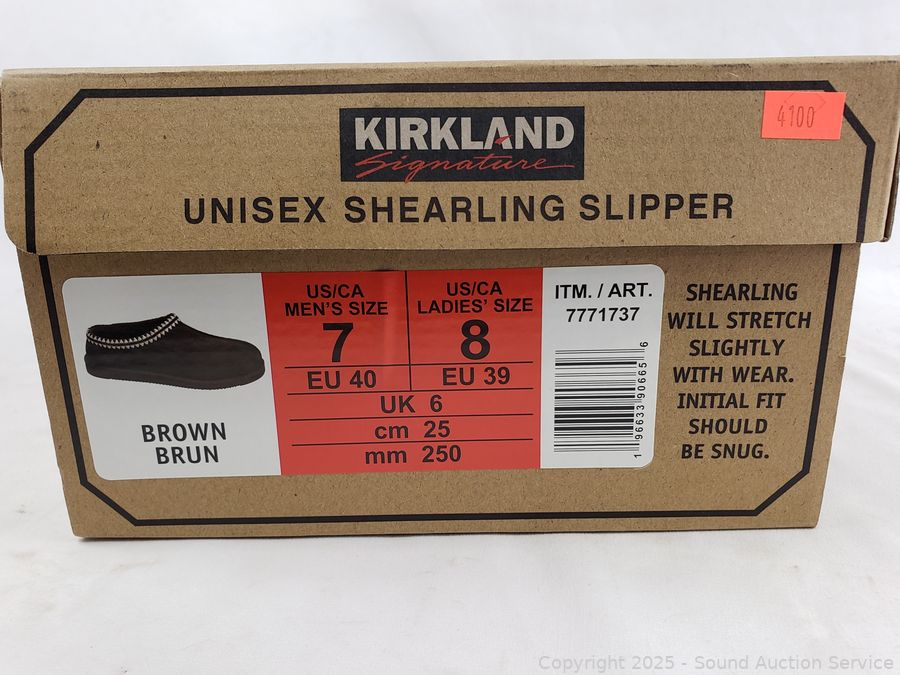 KIRKLAND
Signature
4100
UNISEX SHEARLING SLIPPER
BROWN
BRUN
US/CA
MEN'S SIZE
7
EU 40
US/CA
LADIES' SIZE
8
EU 39
UK 6
cm 25
mm 250
ITM. / ART.
7771737
1 96633 90665 6
SHEARLING
WILL STRETCH
SLIGHTLY
WITH WEAR.
INITIAL FIT
SHOULD
BE SNUG.
Copyright 2025 - Sound Auction Service